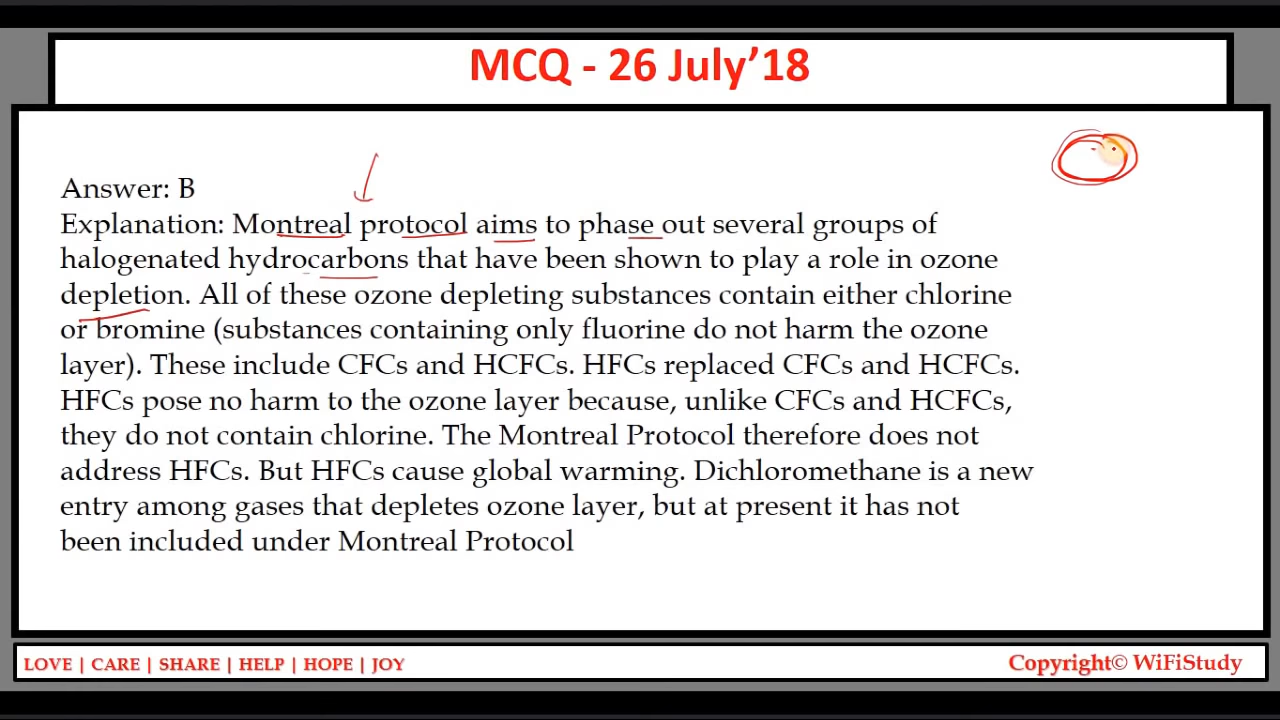 MCQ - 26 July’18
Answer: B
Explanation: Montreal protocol aims to phase out several groups of
halogenated hydrocarbons that have been shown to play a role in ozone
depletion. All of these ozone depleting substances contain either chlorine
or bromine (substances containing only fluorine do not harm the ozone
layer). These include CFCs and HCFCs. HFCs replaced CFCs and HCFCs.
HFCs pose no harm to the ozone layer because, unlike CFCs and HCFCs,
they do not contain chlorine. The Montreal Protocol therefore does not
address HFCs. But HFCs cause global warming. Dichloromethane is a new
entry among gases that depletes ozone layer, but at present it has not
been included under Montreal Protocol
LOVE | CARE | SHARE | HELP | HOPE | JOY
Copyright© WiFiStudy